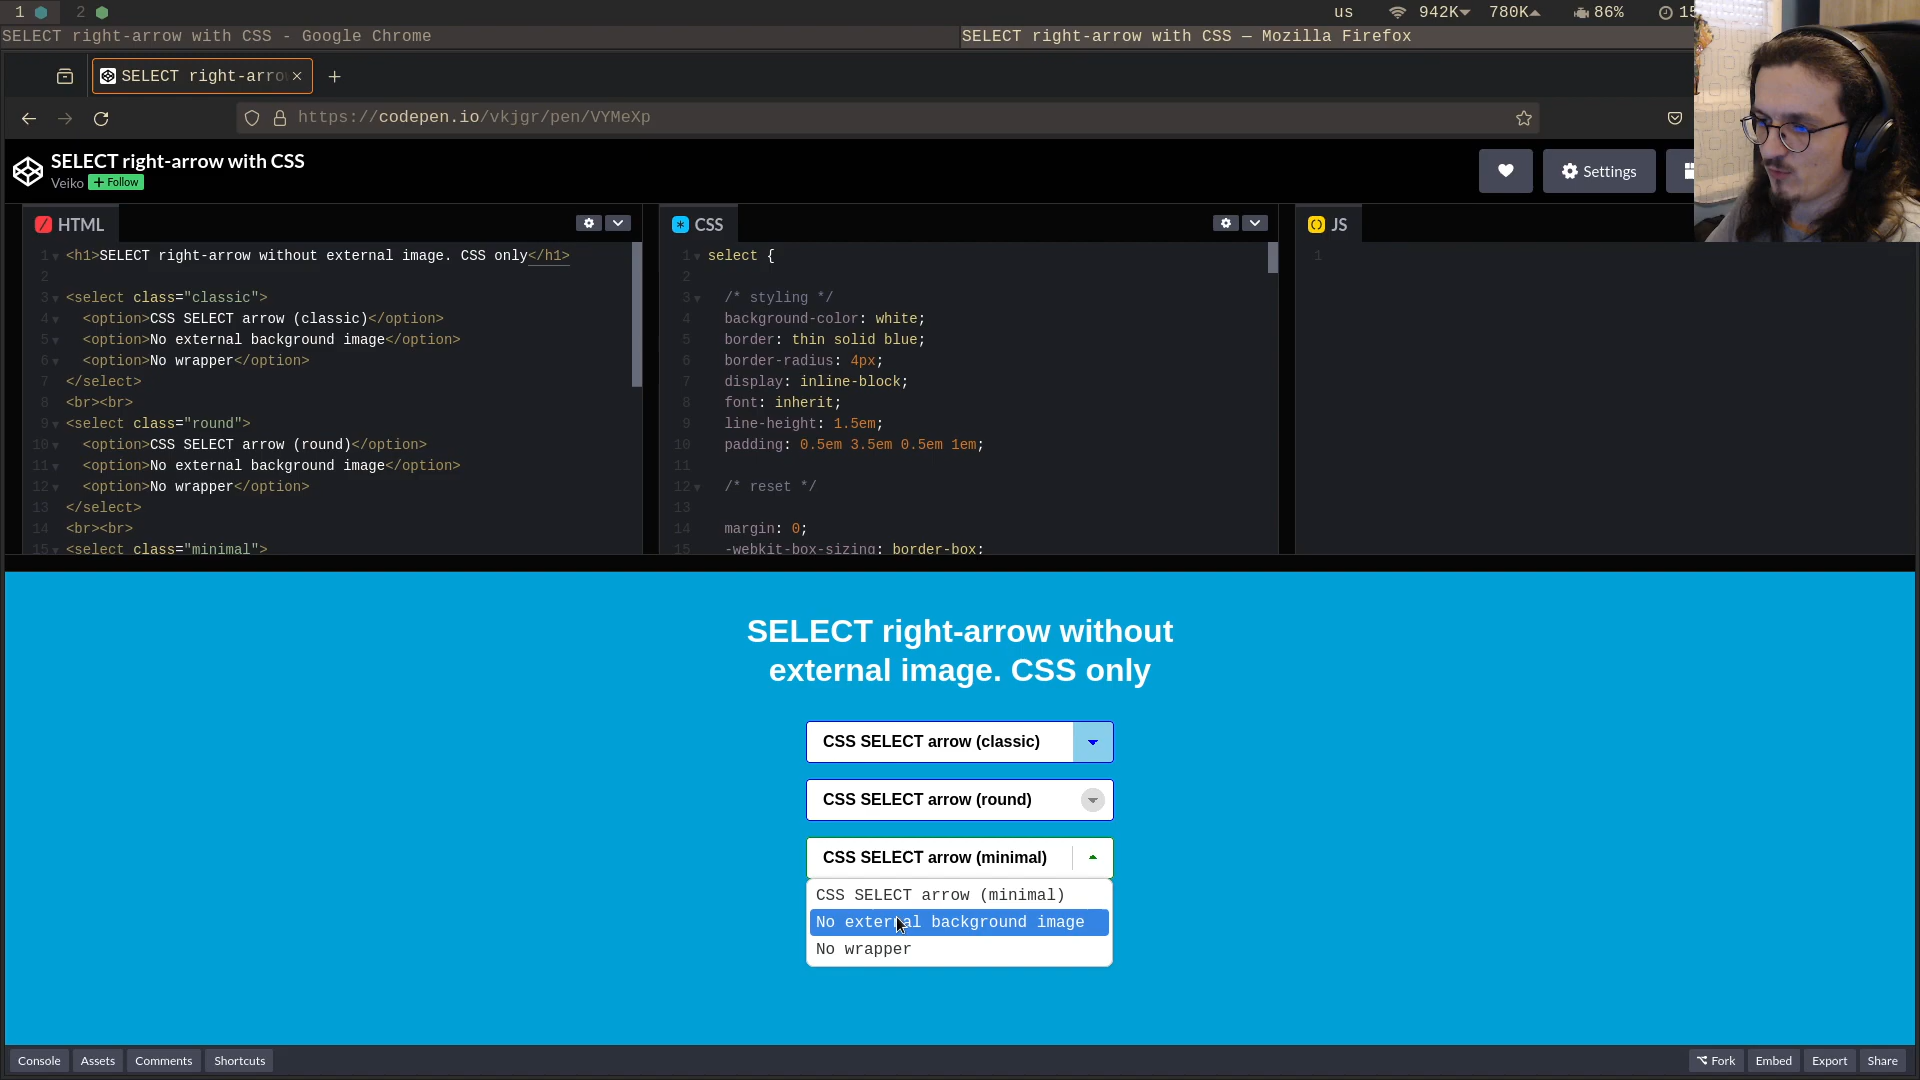 1 2 us 942K 780K 86% 15
SELECT right-arrow with CSS - Google Chrome SELECT right-arrow with CSS — Mozilla Firefox
SELECT right-arro
https://codepen.io/vkjgr/pen/VYMeXp
SELECT right-arrow with CSS
Veiko + Follow
Settings
HTML
1 <h1>SELECT right-arrow without external image. CSS only</h1>
2
3 <select class="classic">
4 <option>CSS SELECT arrow (classic)</option>
5 <option>No external background image</option>
6 <option>No wrapper</option>
7 </select>
8 <br><br>
9 <select class="round">
10 <option>CSS SELECT arrow (round)</option>
11 <option>No external background image</option>
12 <option>No wrapper</option>
13 </select>
14 <br><br>
15 <select class="minimal">
CSS
1 select {
2
3 /* styling */
4 background-color: white;
5 border: thin solid blue;
6 border-radius: 4px;
7 display: inline-block;
8 font: inherit;
9 line-height: 1.5em;
10 padding: 0.5em 3.5em 0.5em 1em;
11
12 /* reset */
13
14 margin: 0;
15 -webkit-box-sizing: border-box;
JS
1
SELECT right-arrow without
external image. CSS only
CSS SELECT arrow (classic)
CSS SELECT arrow (round)
CSS SELECT arrow (minimal)
CSS SELECT arrow (minimal)
No external background image
No wrapper
Console Assets Comments Shortcuts Fork Embed Export Share